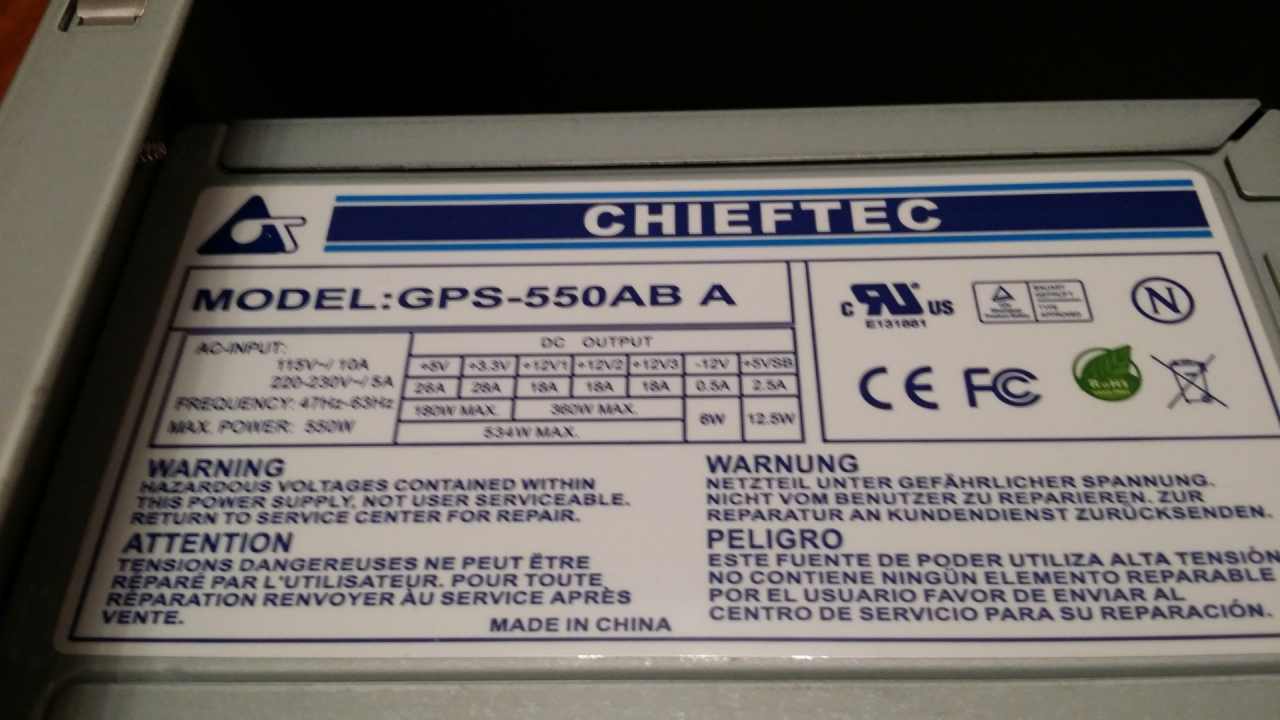 CHIEFTEC
MODEL:GPS-550AB A
AC-INPUT:
115V~/ 10A
220-230V~/ 5A
FREQUENCY: 47Hz-63Hz
MAX. POWER: 550W
DC OUTPUT
+5V +3.3V +12V1 +12V2 +12V3 -12V +5VSB
28A 28A 18A 18A 18A 0.5A 2.5A
180W MAX. 360W MAX. 6W 12.5W
534W MAX.
C RU US
E131881
N
CE FC
RoHS
WARNING
HAZARDOUS VOLTAGES CONTAINED WITHIN
THIS POWER SUPPLY, NOT USER SERVICEABLE.
RETURN TO SERVICE CENTER FOR REPAIR.
ATTENTION
TENSIONS DANGEREUSES NE PEUT ËTRE
RÉPARÉ PAR L'UTILISATEUR. POUR TOUTE
RÉPARATION RENVOYER ÀU SERVICE APRÈS
VENTE.
MADE IN CHINA
WARNUNG
NETZTEIL UNTER GEFÄHRLICHER SPANNUNG.
NICHT VOM BENUTZER ZU REPARIEREN. ZUR
REPARATUR AN KUNDENDIENST ZURÜCKSENDEN.
PELIGRO
ESTE FUENTE DE PODER UTILIZA ALTA TENSIÓN
NO CONTIENE NINGÚN ELEMENTO REPARABLE
POR EL USUARIO FAVOR DE ENVIAR AL
CENTRO DE SERVICIO PARA SU REPARACIÓN.